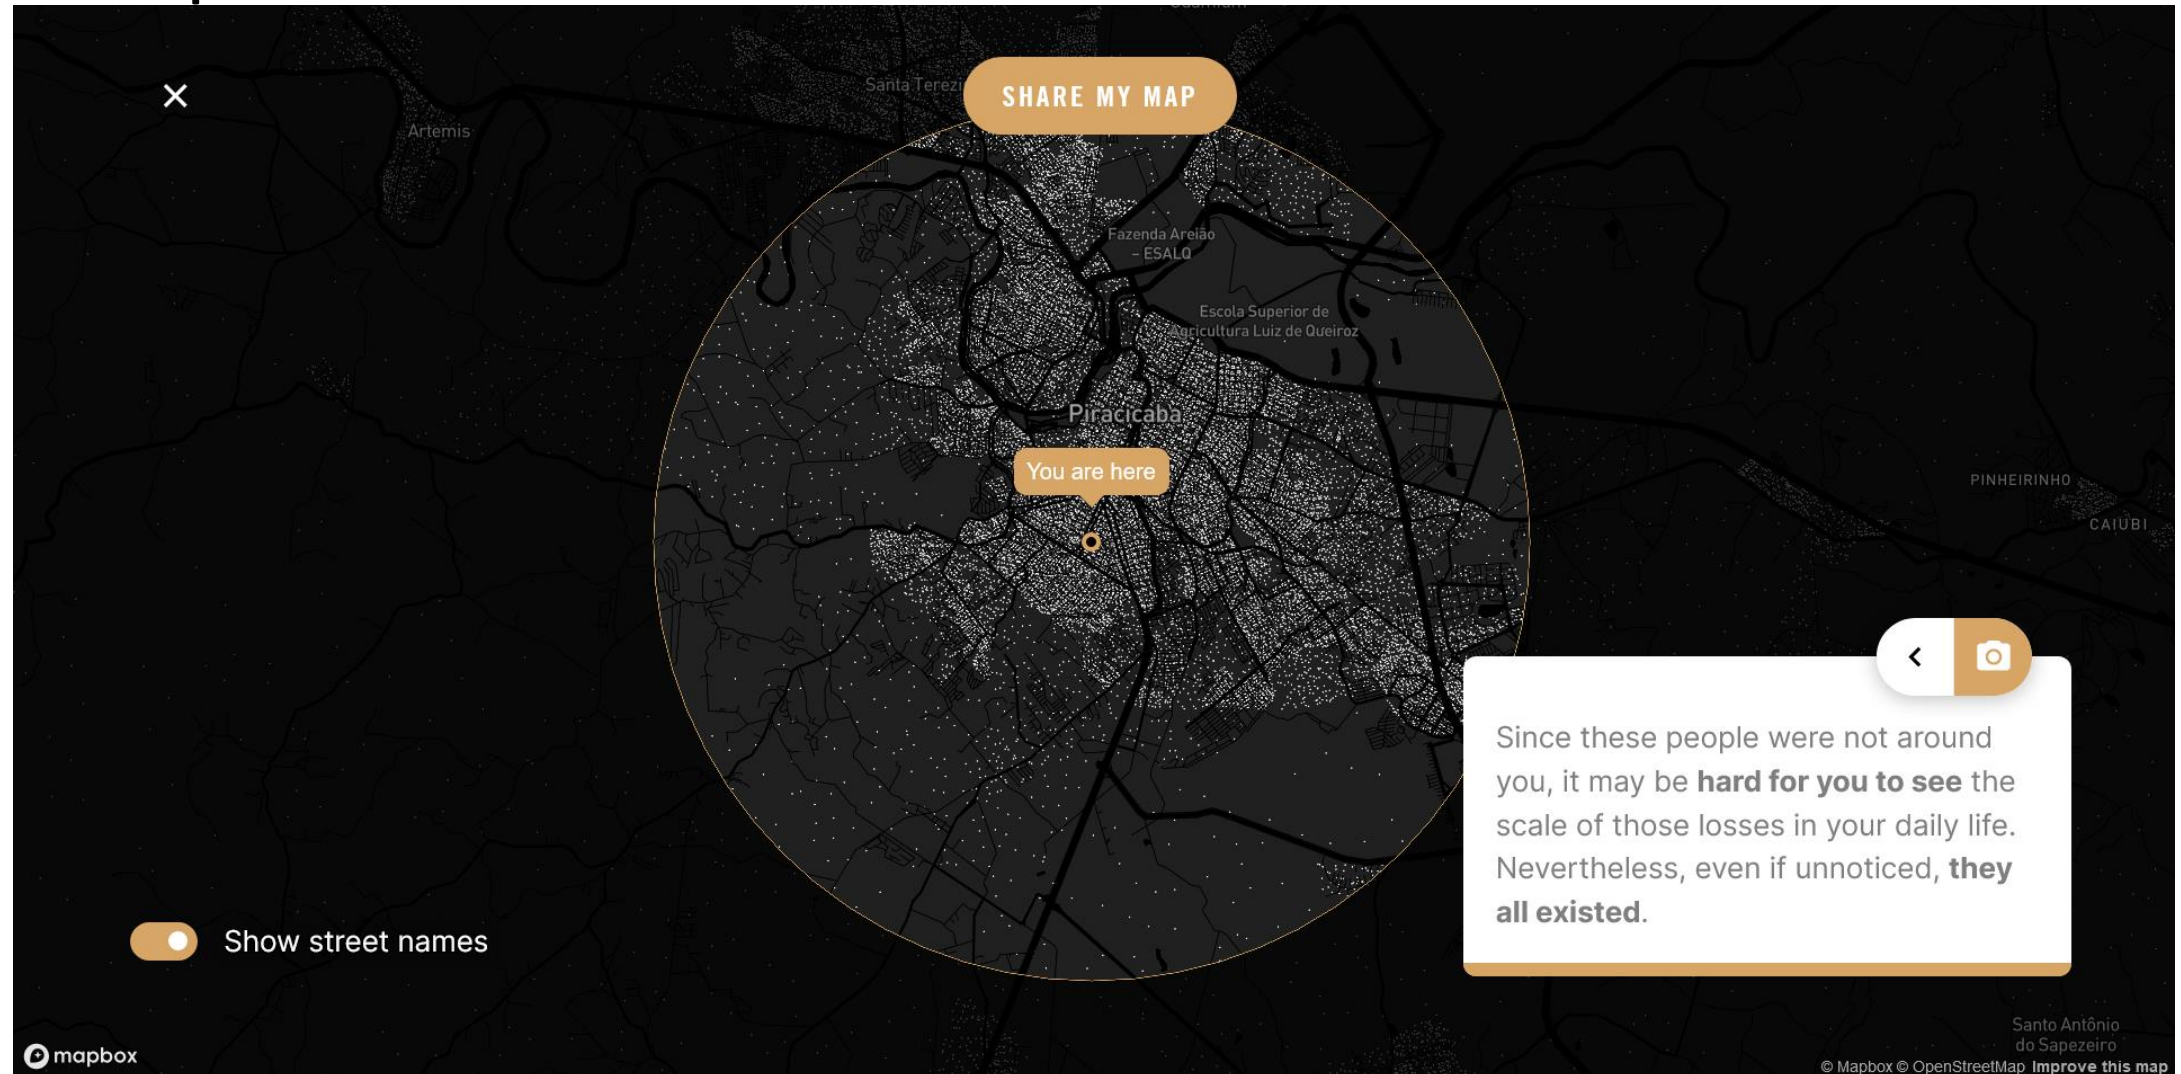 SHARE MY MAP
Santa Terezi
Artemis
Fazenda Areião
– ESALQ
Escola Superior de
Agricultura Luiz de Queiroz
Piracicaba
You are here
PINHEIRINHO
CAIUBI
Since these people were not around
you, it may be hard for you to see the
scale of those losses in your daily life.
Nevertheless, even if unnoticed, they
all existed.
Show street names
Santo Antônio
do Sapezeiro
mapbox
© Mapbox © OpenStreetMap Improve this map